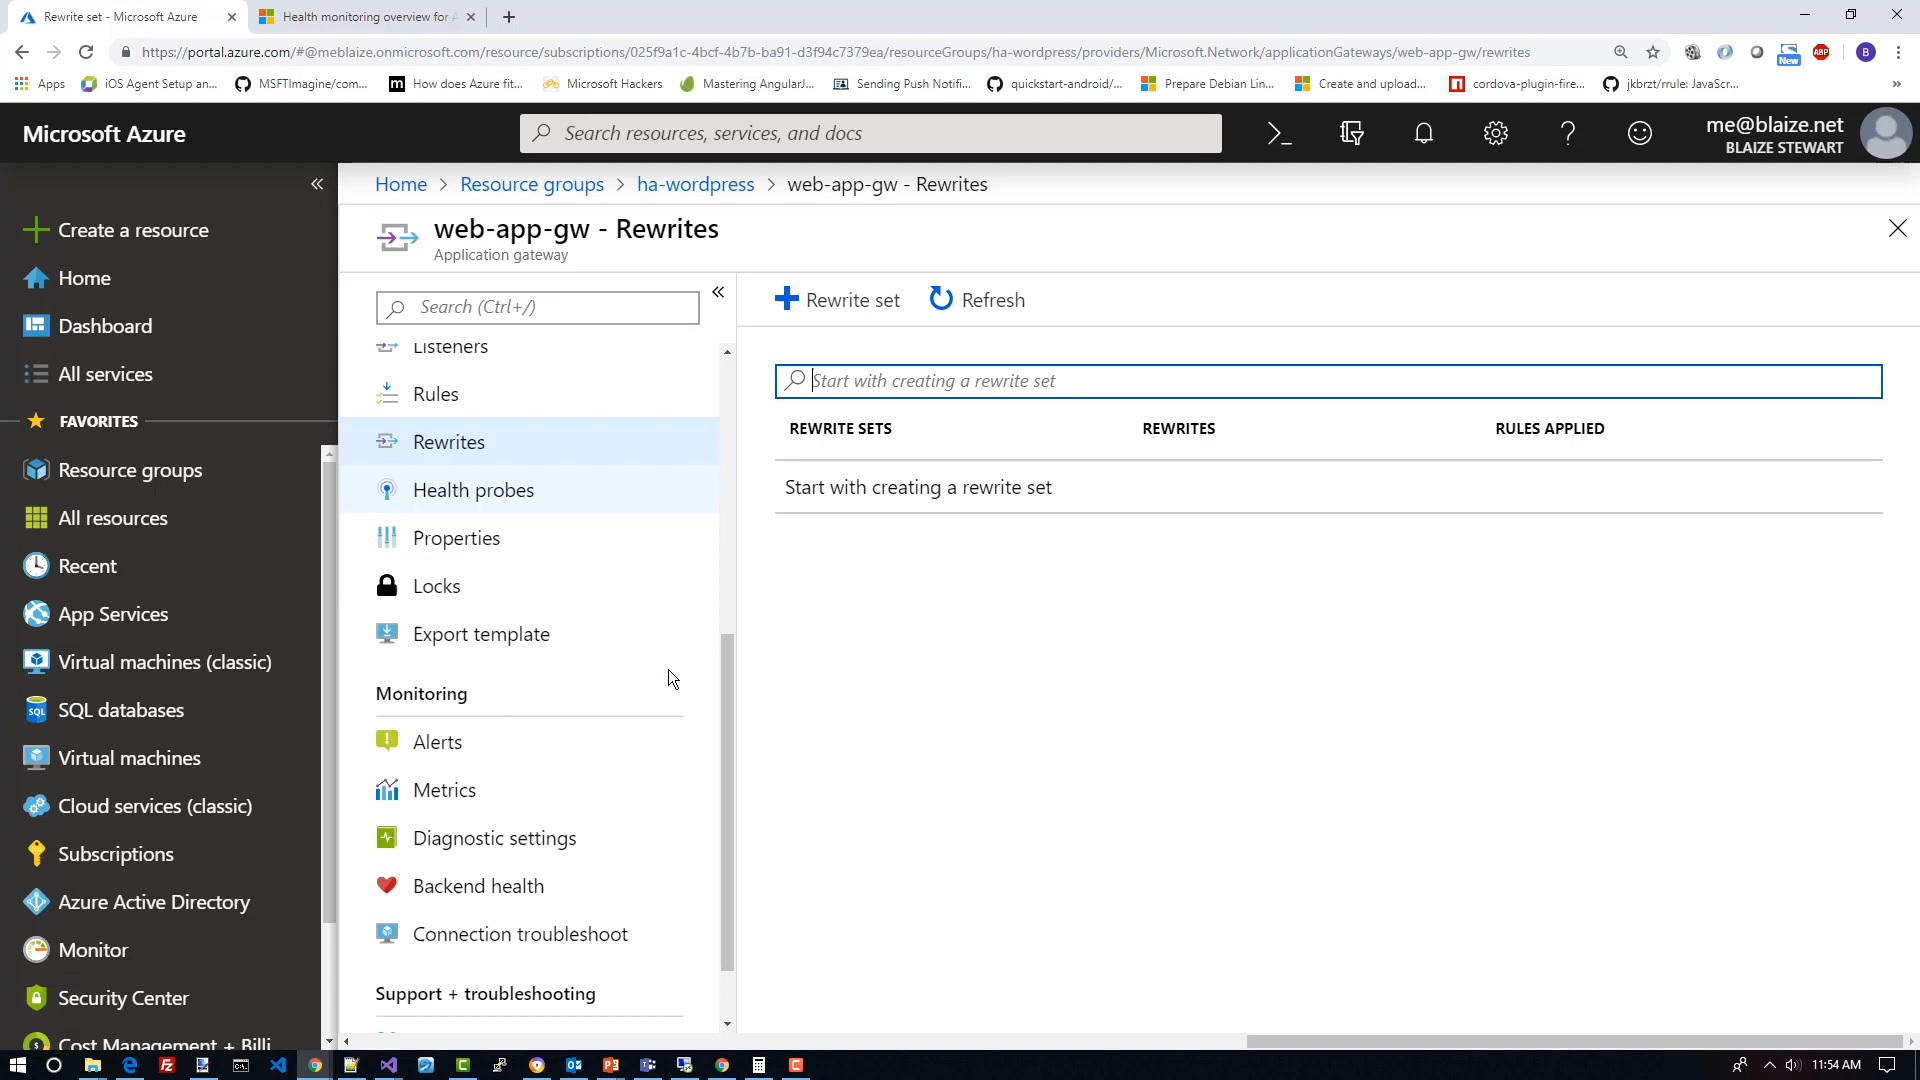 Rewrite set - Microsoft Azure
Health monitoring overview for A
https://portal.azure.com/#@meblaize.onmicrosoft.com/resource/subscriptions/025f9a1c-4bcf-4b7b-ba91-d3f94c7379ea/resourceGroups/ha-wordpress/providers/Microsoft.Network/applicationGateways/web-app-gw/rewrites
New
ABP
B
Apps
iOS Agent Setup an...
MSFTImagine/com...
How does Azure fit...
Microsoft Hackers
Mastering AngularJ...
Sending Push Notifi...
quickstart-android/...
Prepare Debian Lin...
Create and upload...
cordova-plugin-fire...
jkbrzt/rrule: JavaScr...
Microsoft Azure
Search resources, services, and docs
me@blaize.net
BLAIZE STEWART
Create a resource
Home
Dashboard
All services
FAVORITES
Resource groups
All resources
Recent
App Services
Virtual machines (classic)
SQL databases
Virtual machines
Cloud services (classic)
Subscriptions
Azure Active Directory
Monitor
Security Center
Cost Management + Billi
Home > Resource groups > ha-wordpress > web-app-gw - Rewrites
web-app-gw - Rewrites
Application gateway
Search (Ctrl+/)
Listeners
Rules
Rewrites
Health probes
Properties
Locks
Export template
Monitoring
Alerts
Metrics
Diagnostic settings
Backend health
Connection troubleshoot
Support + troubleshooting
Rewrite set
Refresh
Start with creating a rewrite set
REWRITE SETS REWRITES RULES APPLIED
Start with creating a rewrite set
11:54 AM